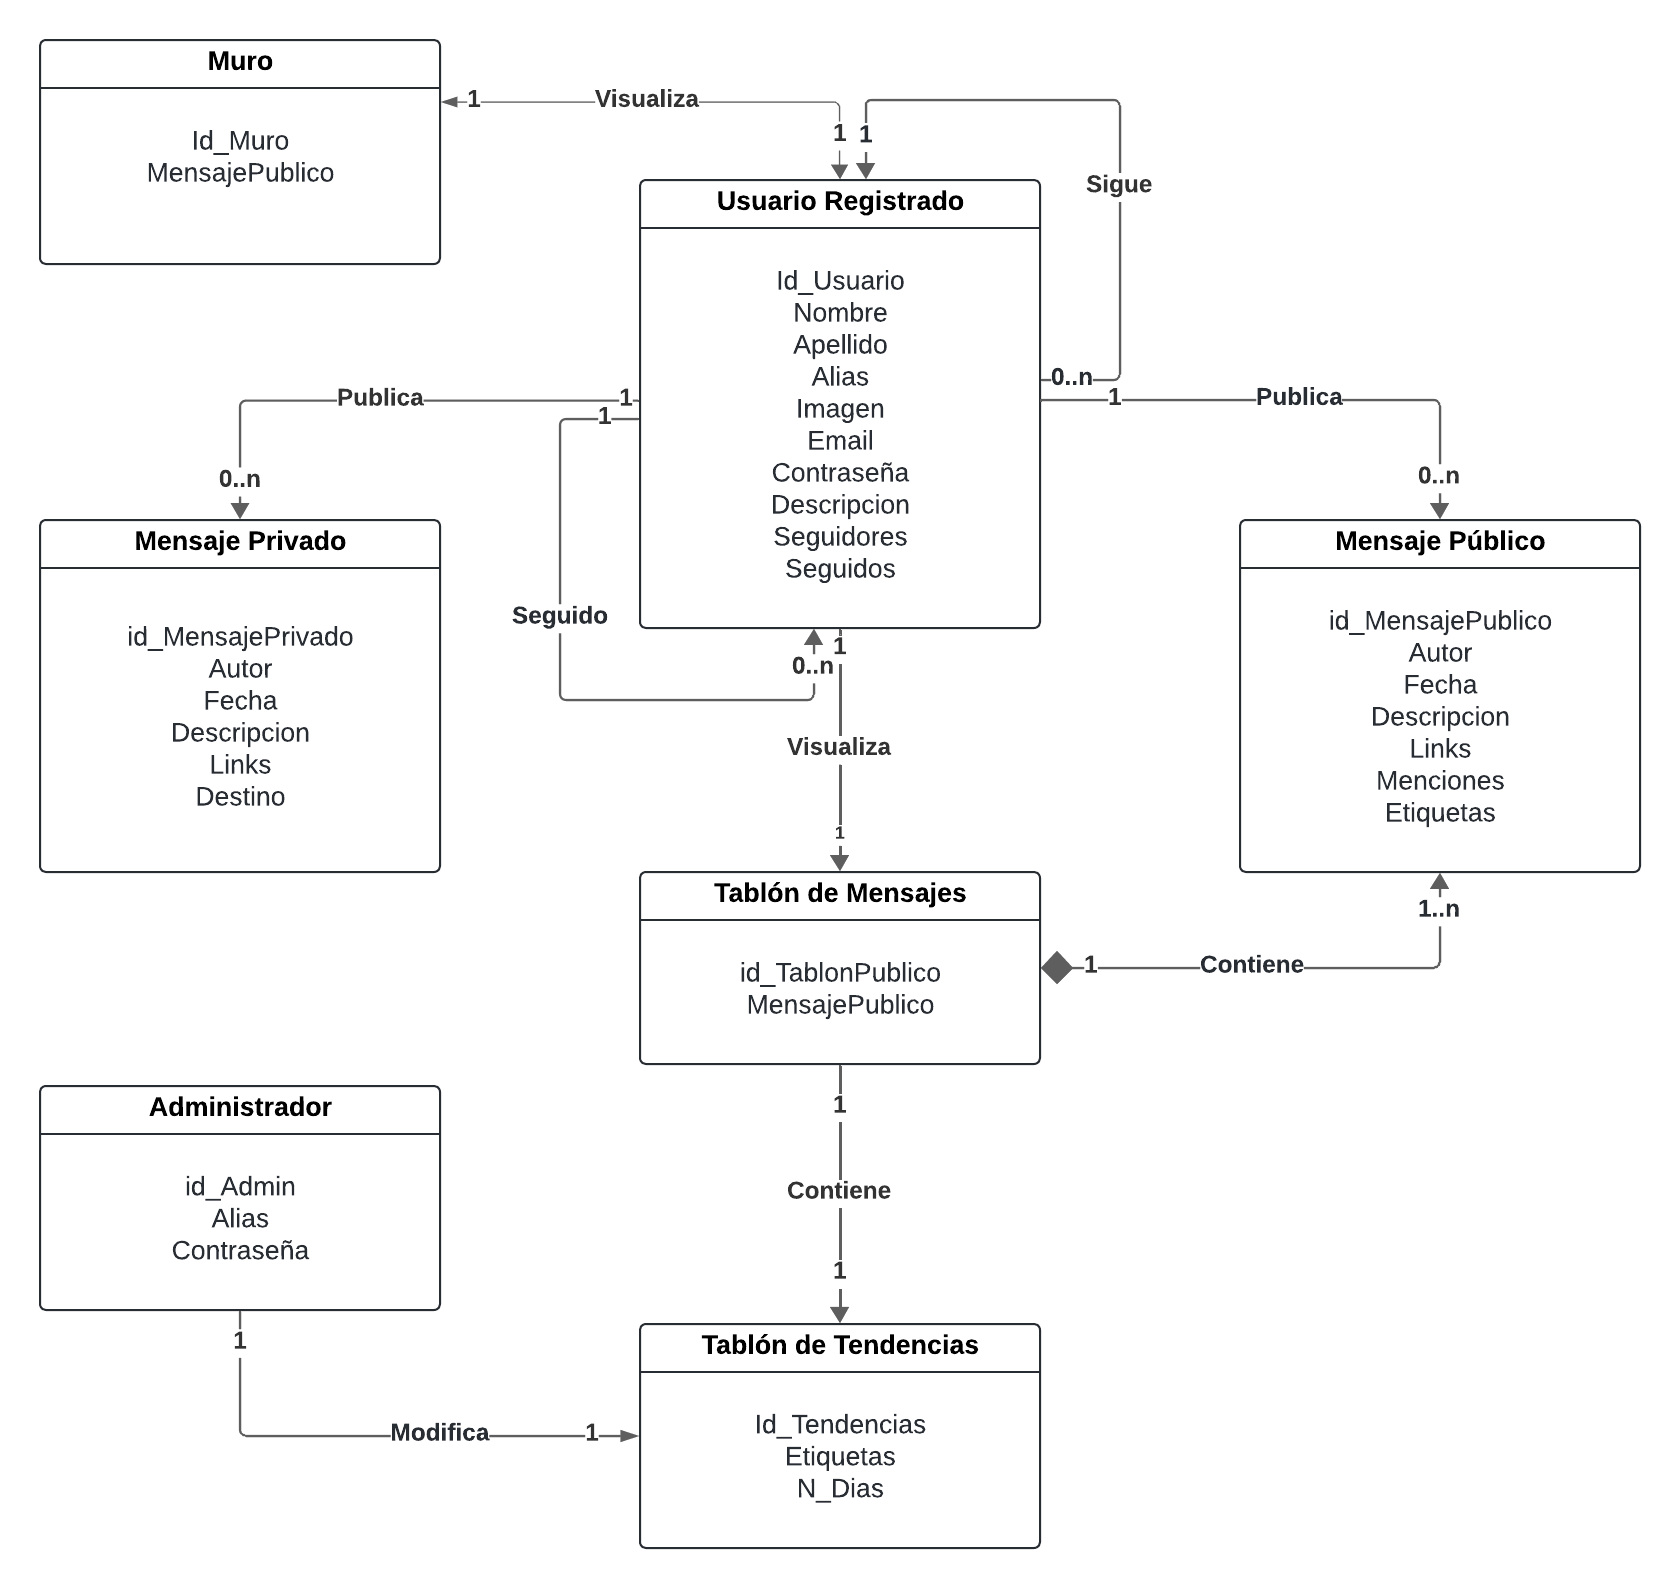 Muro
Id_Muro
MensajePublico
1
Visualiza
1
1
Sigue
0..n
Usuario Registrado
Id_Usuario
Nombre
Apellido
Alias
Imagen
Email
Contraseña
Descripcion
Seguidores
Seguidos
Publica
1
0..n
1
Seguido
0..n
1
Publica
0..n
Mensaje Privado
id_MensajePrivado
Autor
Fecha
Descripcion
Links
Destino
Mensaje Público
id_MensajePublico
Autor
Fecha
Descripcion
Links
Menciones
Etiquetas
1
Visualiza
1
Tablón de Mensajes
id_TablonPublico
MensajePublico
1
Contiene
1..n
1
Contiene
1
Administrador
id_Admin
Alias
Contraseña
1
Modifica
1
Tablón de Tendencias
Id_Tendencias
Etiquetas
N_Dias